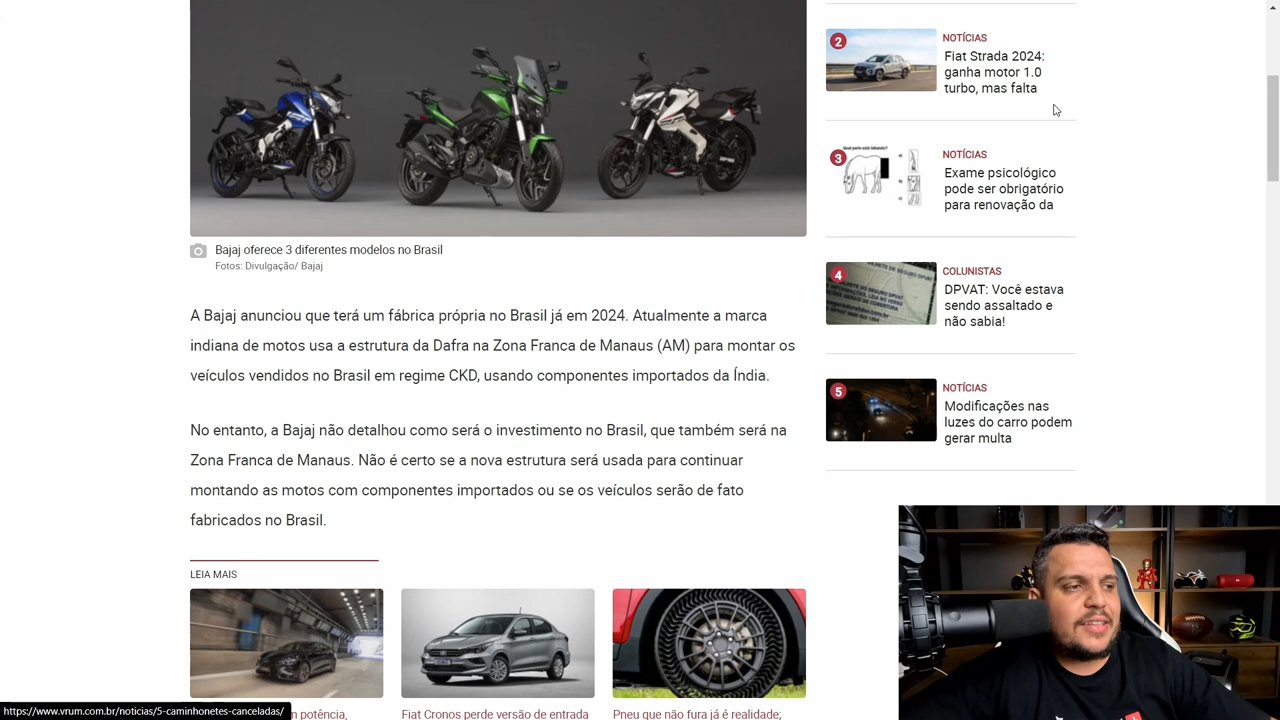 Bajaj oferece 3 diferentes modelos no Brasil
Fotos: Divulgação/ Bajaj
A Bajaj anunciou que terá um fábrica própria no Brasil já em 2024. Atualmente a marca
indiana de motos usa a estrutura da Dafra na Zona Franca de Manaus (AM) para montar os
veículos vendidos no Brasil em regime CKD, usando componentes importados da Índia.
No entanto, a Bajaj não detalhou como será o investimento no Brasil, que também será na
Zona Franca de Manaus. Não é certo se a nova estrutura será usada para continuar
montando as motos com componentes importados ou se os veículos serão de fato
fabricados no Brasil.
LEIA MAIS
potência,
Fiat Cronos perde versão de entrada
Pneu que não fura já é realidade;
2
NOTÍCIAS
Fiat Strada 2024:
ganha motor 1.0
turbo, mas falta
3
NOTÍCIAS
Exame psicológico
pode ser obrigatório
para renovação da
4
COLUNISTAS
DPVAT: Você estava
sendo assaltado e
não sabia!
5
NOTÍCIAS
Modificações nas
luzes do carro podem
gerar multa
https://www.vrum.com.br/noticias/5-caminhonetes-canceladas/